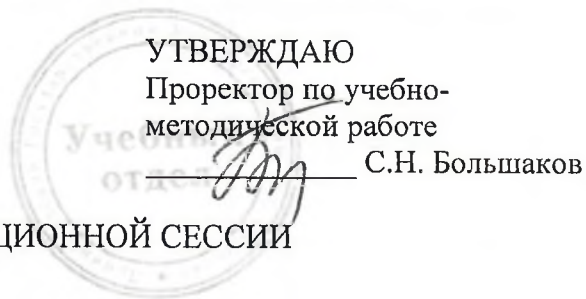 УТВЕРЖДАЮ
Проректор по учебно-
методической работе
С.Н. Большаков
ЦИОННОЙ СЕССИИ